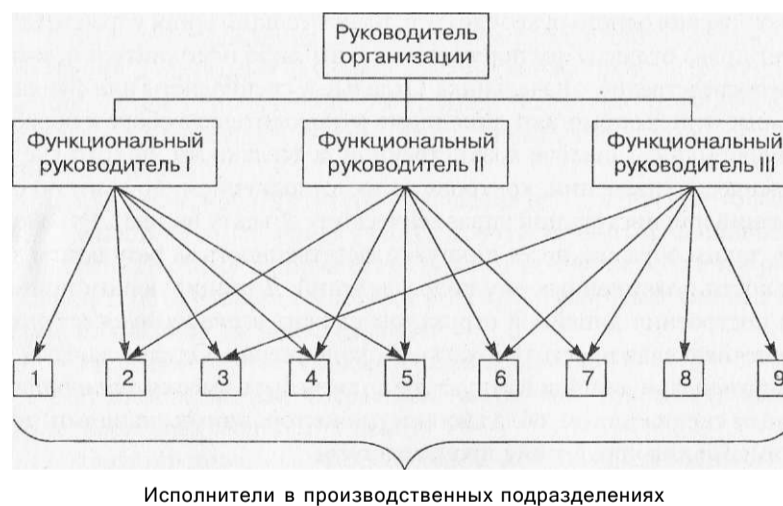 Руководитель
организации
Функциональный
руководитель I
Функциональный
руководитель II
Функциональный
руководитель III
1 2 3 4 5 6 7 8 9
Исполнители в производственных подразделениях